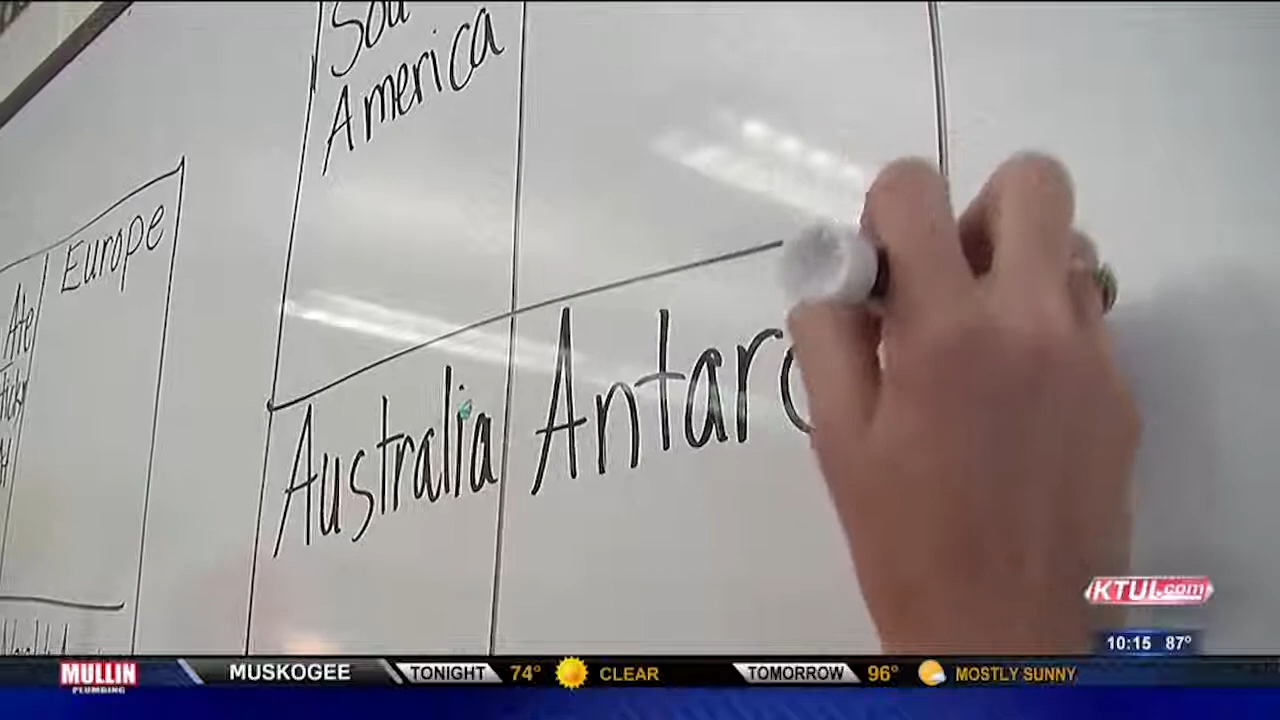 Sou
America
Europe
Ate
Australia
Antarc
KTUL.com
10:15 87°
MULLIN
PLUMBING
MUSKOGEE
TONIGHT 74° CLEAR
TOMORROW 96° MOSTLY SUNNY